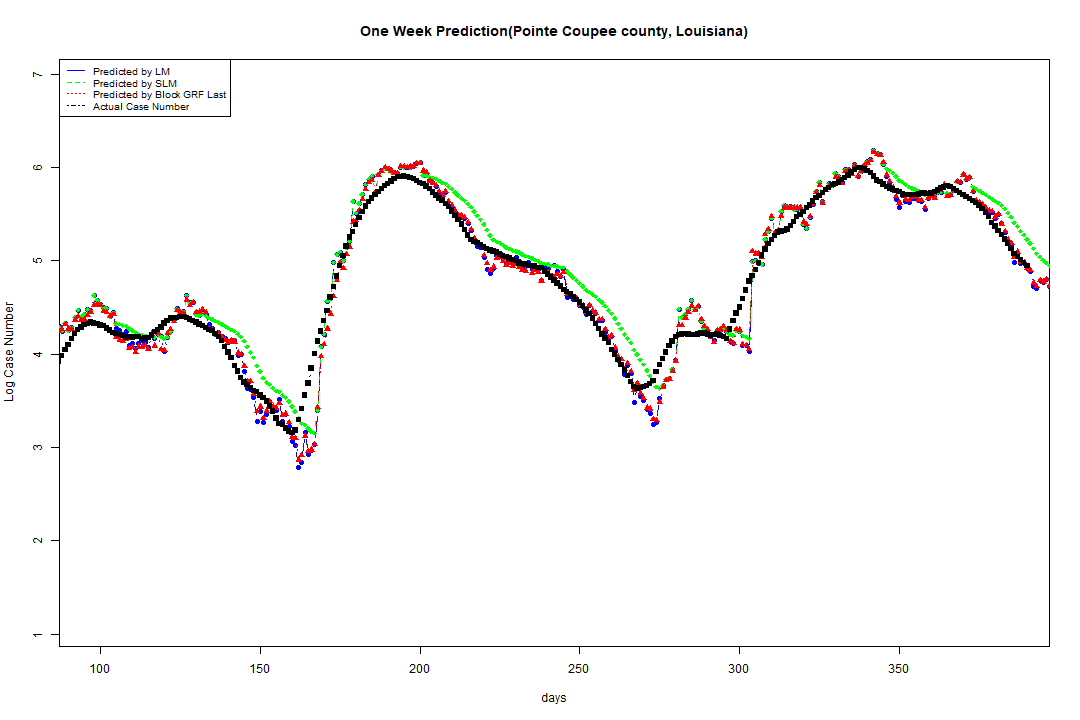 One Week Prediction(Pointe Coupee county, Louisiana)
Predicted by LM
Predicted by SLM
Predicted by Block GRF Last
Actual Case Number
Log Case Number
7
6
5
4
3
2
1
100 150 200 250 300 350
days